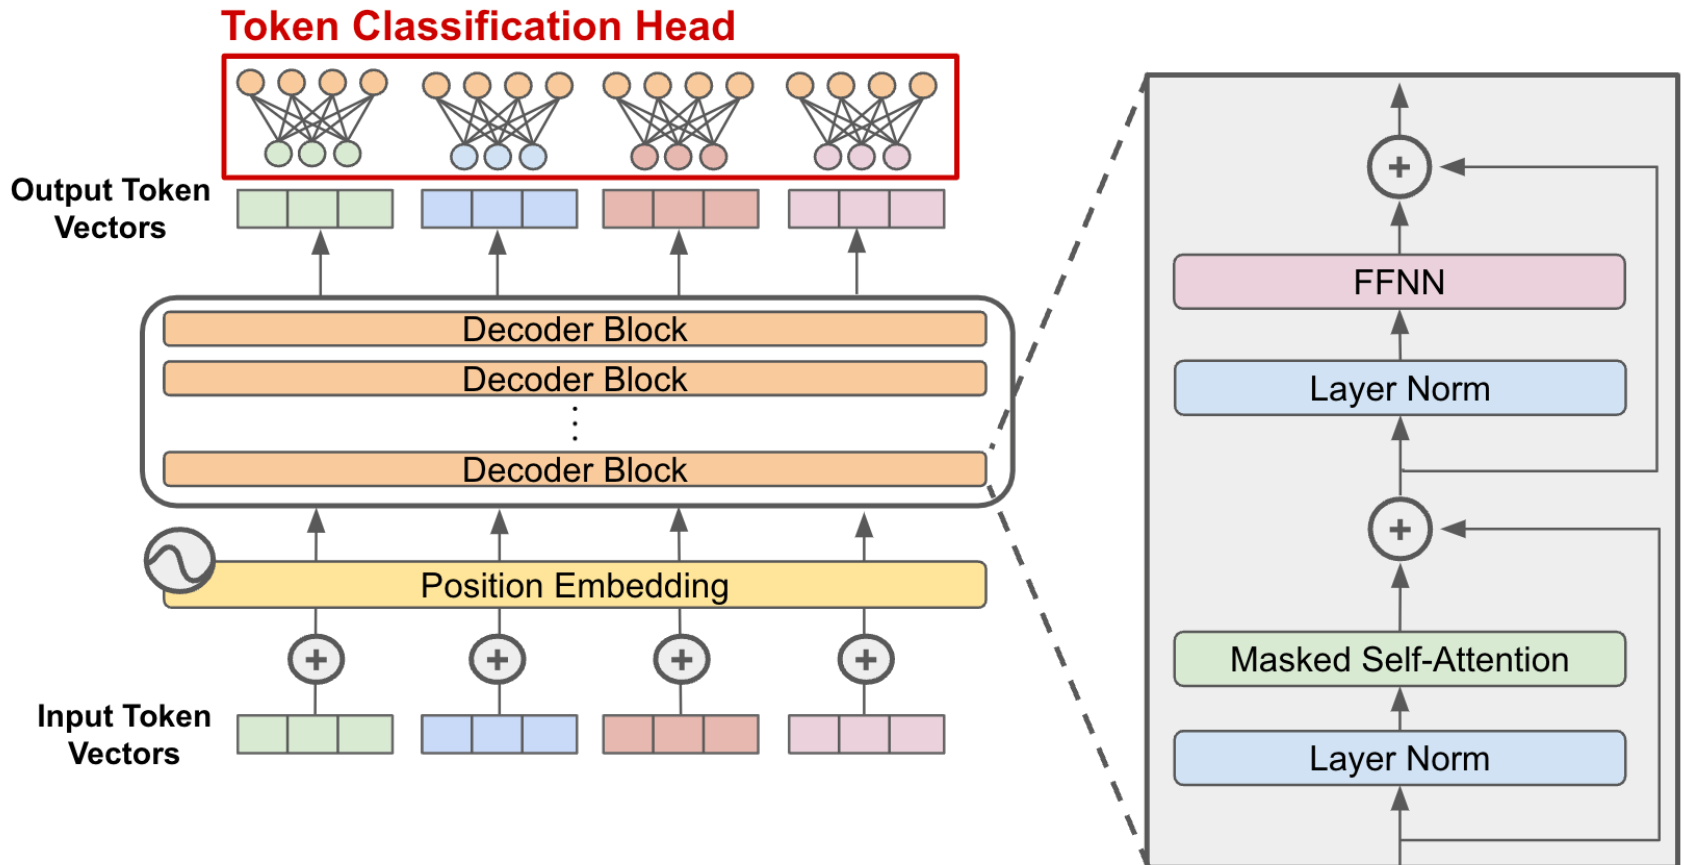 Token Classification Head
Output Token
Vectors
Decoder Block
Decoder Block
Decoder Block
Position Embedding
Input Token
Vectors
FFNN
Layer Norm
Masked Self-Attention
Layer Norm